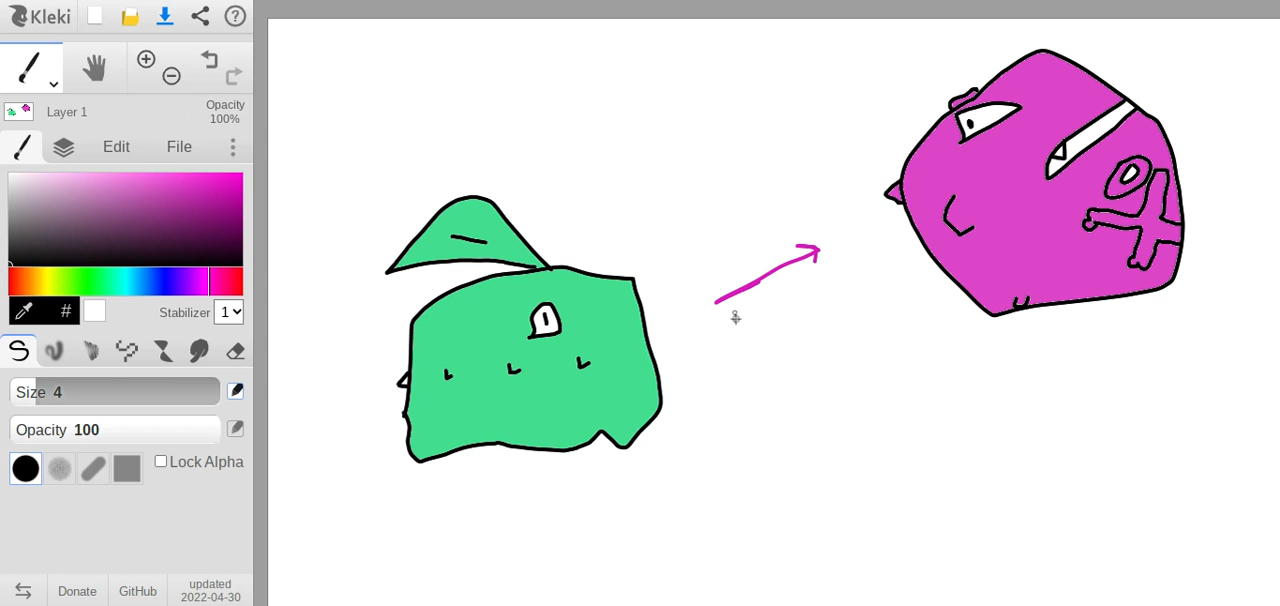 Kleki
Layer 1
Opacity
100%
Edit
File
#
Stabilizer 1
Size 4
Opacity 100
Lock Alpha
Donate
GitHub
updated
2022-04-30